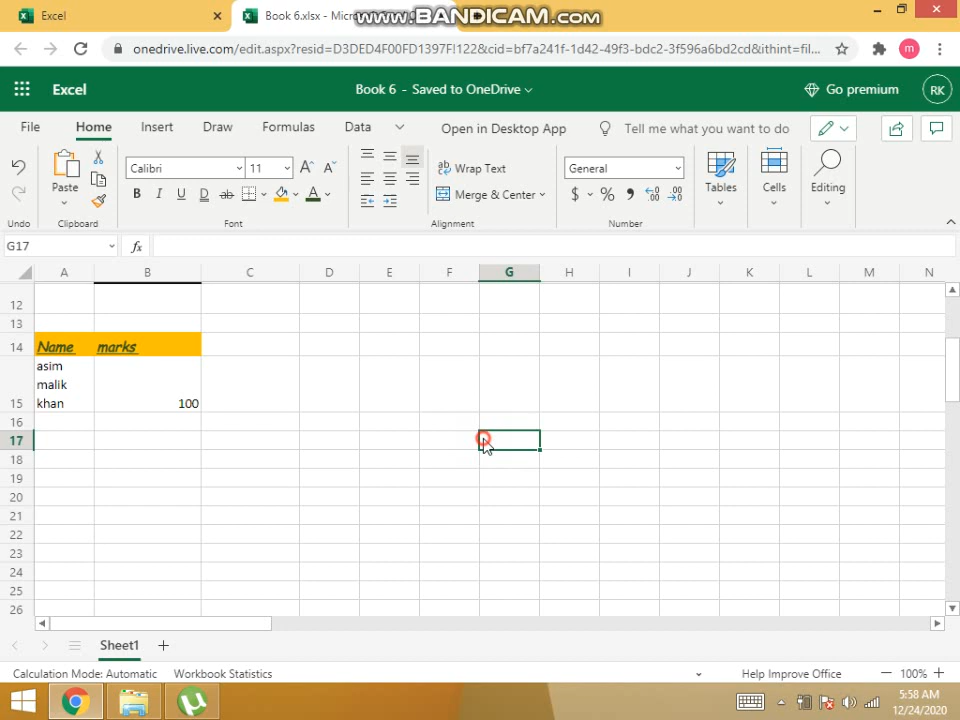 www.BANDICAM.com
Excel
Book 6.xlsx - Micros
onedrive.live.com/edit.aspx?resid=D3DED4F00FD1397F!122&cid=bf7a241f-1d42-49f3-bdc2-3f596a6bd2cd&ithint=fil...
m
Excel
Book 6 - Saved to OneDrive
Go premium
RK
File Home Insert Draw Formulas Data Open in Desktop App Tell me what you want to do
Calibri 11 A A ab Wrap Text General
Paste B I U D ab A Merge & Center $ % , .00 .00 Tables Cells Editing
Undo Clipboard Font Alignment Number
G17 fx
A B C D E F G H I J K L M N
12
13
14 Name marks
asim
malik
15 khan 100
16
17
18
19
20
21
22
23
24
25
26
Sheet1
Calculation Mode: Automatic Workbook Statistics Help Improve Office 100%
5:58 AM
12/24/2020